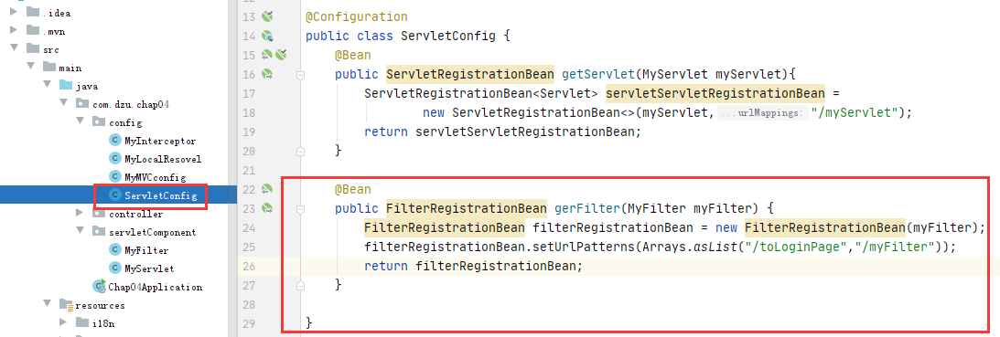 .idea
.mvn
src
main
java
com.dzu.chap04
config
MyInterceptor
MyLocalResovel
MyMVCconfig
ServletConfig
controller
servletComponent
MyFilter
MyServlet
Chap04Application
resources
i18n
13 @Configuration
14 public class ServletConfig {
15 @Bean
16 public ServletRegistrationBean getServlet(MyServlet myServlet){
17 ServletRegistrationBean<Servlet> servletServletRegistrationBean =
18 new ServletRegistrationBean<>(myServlet, ...urlMappings: "/myServlet");
19 return servletServletRegistrationBean;
20 }
21
22 @Bean
23 public FilterRegistrationBean gerFilter(MyFilter myFilter) {
24 FilterRegistrationBean filterRegistrationBean = new FilterRegistrationBean(myFilter);
25 filterRegistrationBean.setUrlPatterns(Arrays.asList("/toLoginPage","/myFilter"));
26 return filterRegistrationBean;
27 }
28
29 }